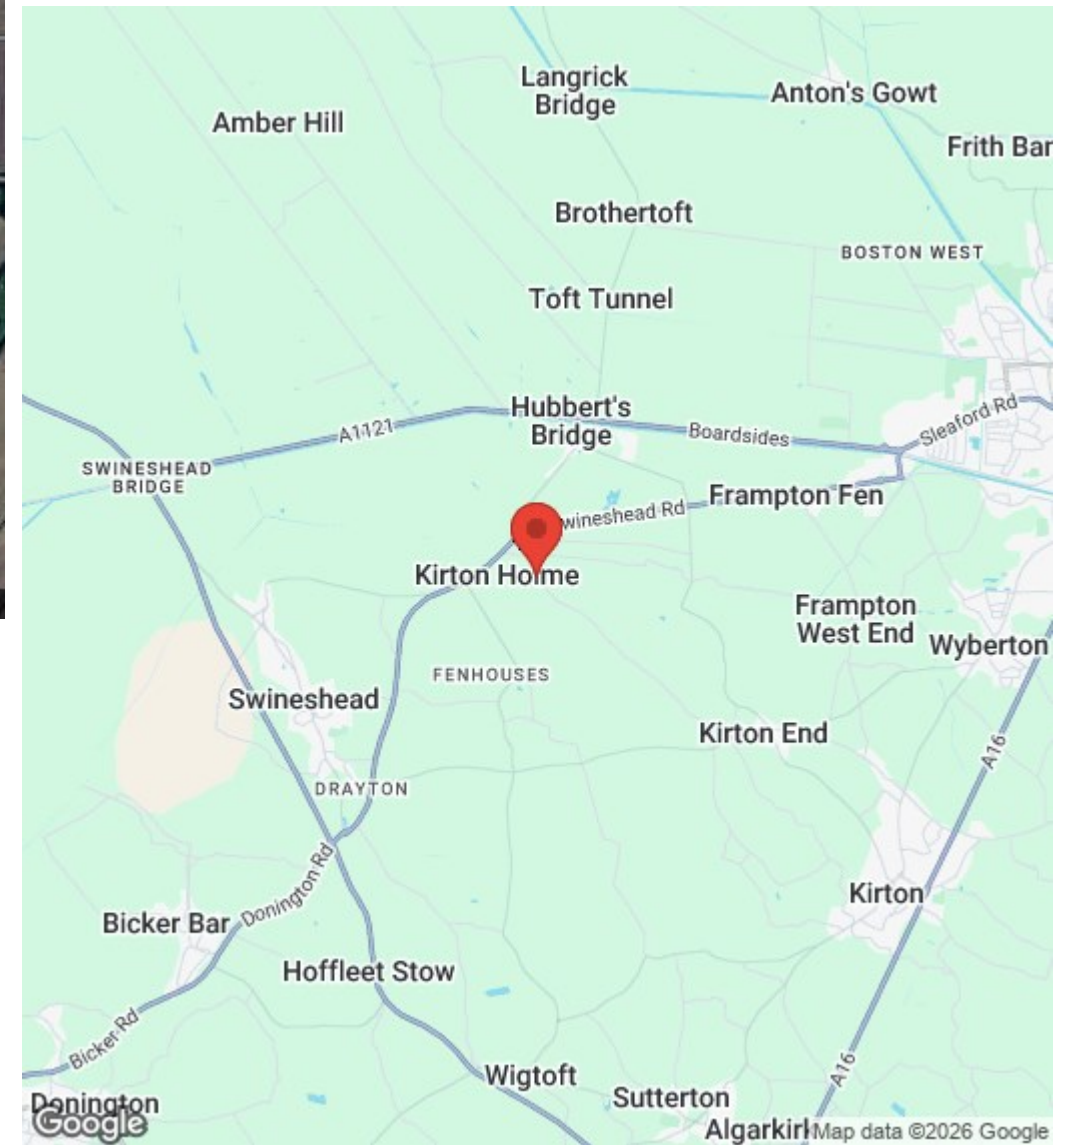 Langrick
Bridge
Anton's Gowt
Amber Hill
Frith Bar
Brothertoft
BOSTON WEST
Toft Tunnel
Hubbert's
Bridge
A1121
Boardsides
Sleaford Rd
SWINESHEAD
BRIDGE
Frampton Fen
wineshead Rd
Kirton Holme
Frampton
West End
Wyberton
FENHOUSES
Swineshead
Kirton End
A16
DRAYTON
Donington Rd
Kirton
Bicker Bar
Hoffleet Stow
Bicker Rd
A16
Wigtoft
Sutterton
Donington
Google
Algarkirk
Map data ©2026 Google